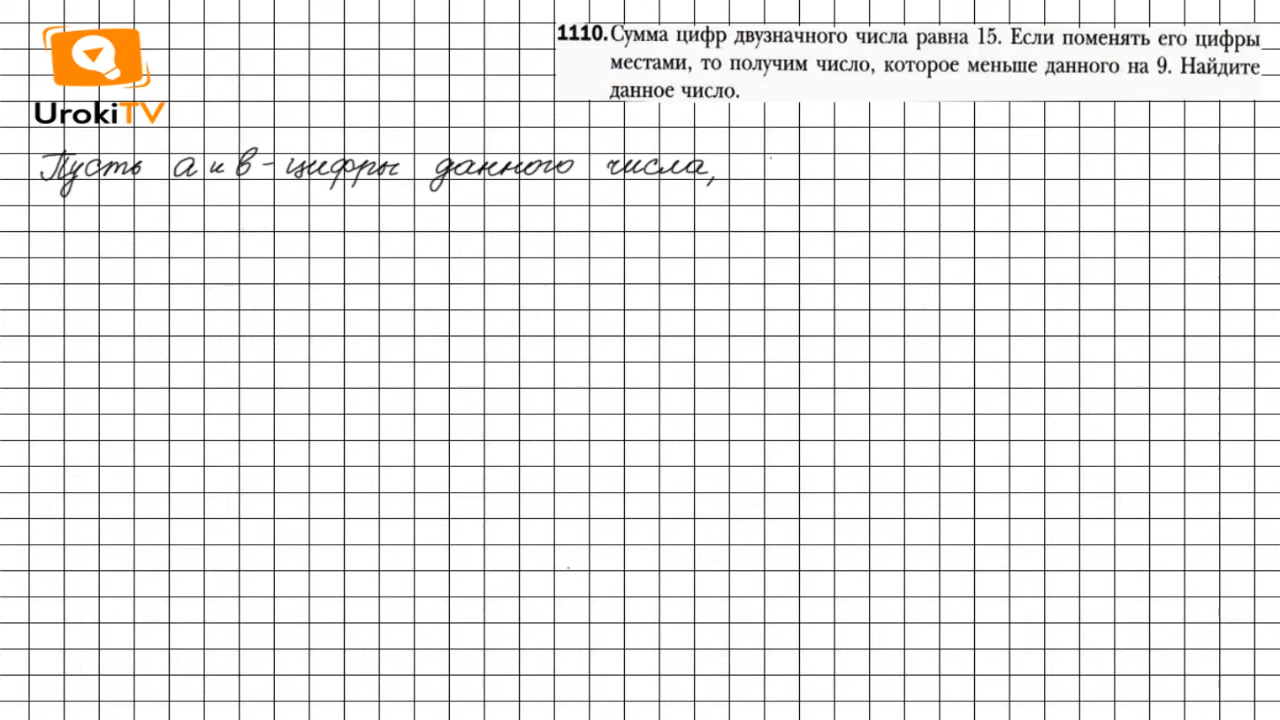 UrokiTV
1110. Сумма цифр двузначного числа равна 15. Если поменять его цифры
местами, то получим число, которое меньше данного на 9. Найдите
данное число.
Пусть a и b - цифры данного числа,